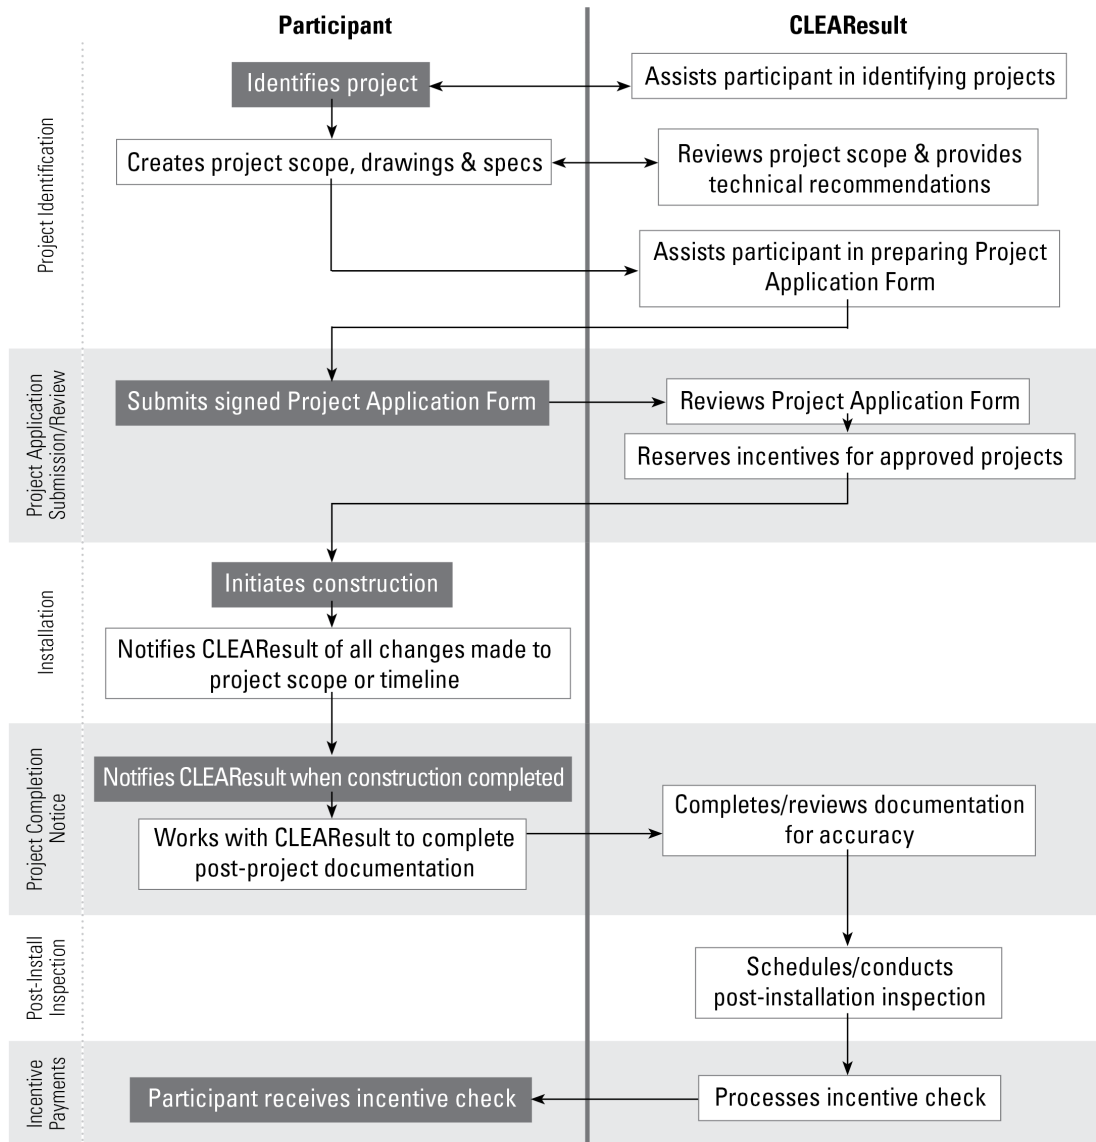 Participant
CLEAResult
Project Identification
Identifies project
Assists participant in identifying projects
Creates project scope, drawings & specs
Reviews project scope & provides
technical recommendations
Assists participant in preparing Project
Application Form
Project Application
Submission/Review
Submits signed Project Application Form
Reviews Project Application Form
Reserves incentives for approved projects
Installation
Initiates construction
Notifies CLEAResult of all changes made to
project scope or timeline
Project Completion
Notice
Notifies CLEAResult when construction completed
Works with CLEAResult to complete
post-project documentation
Completes/reviews documentation
for accuracy
Post-Install
Inspection
Schedules/conducts
post-installation inspection
Incentive
Payments
Participant receives incentive check
Processes incentive check